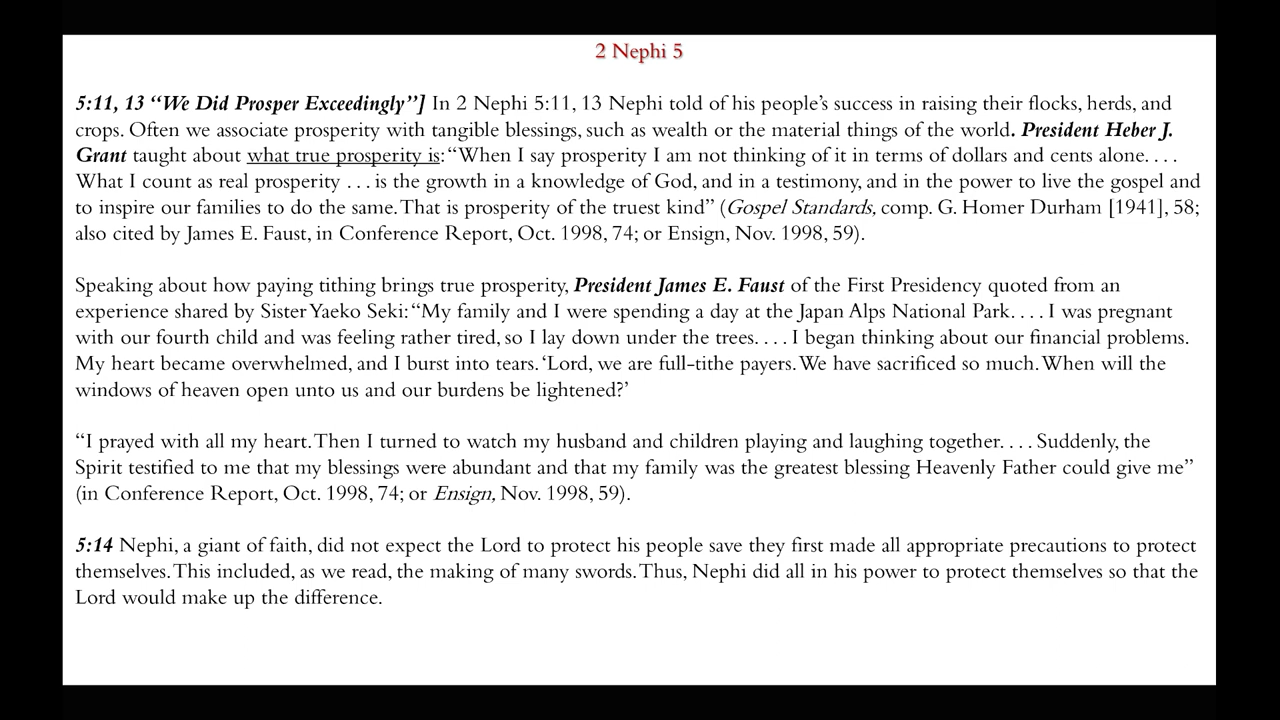 2 Nephi 5
5:11, 13 “We Did Prosper Exceedingly”] In 2 Nephi 5:11, 13 Nephi told of his people’s success in raising their flocks, herds, and
crops. Often we associate prosperity with tangible blessings, such as wealth or the material things of the world. President Heber J.
Grant taught about what true prosperity is: “When I say prosperity I am not thinking of it in terms of dollars and cents alone. . . .
What I count as real prosperity . . . is the growth in a knowledge of God, and in a testimony, and in the power to live the gospel and
to inspire our families to do the same. That is prosperity of the truest kind” (Gospel Standards, comp. G. Homer Durham [1941], 58;
also cited by James E. Faust, in Conference Report, Oct. 1998, 74; or Ensign, Nov. 1998, 59).
Speaking about how paying tithing brings true prosperity, President James E. Faust of the First Presidency quoted from an
experience shared by Sister Yaeko Seki: “My family and I were spending a day at the Japan Alps National Park. . . . I was pregnant
with our fourth child and was feeling rather tired, so I lay down under the trees. . . . I began thinking about our financial problems.
My heart became overwhelmed, and I burst into tears. ‘Lord, we are full-tithe payers. We have sacrificed so much. When will the
windows of heaven open unto us and our burdens be lightened?’
“I prayed with all my heart. Then I turned to watch my husband and children playing and laughing together. . . . Suddenly, the
Spirit testified to me that my blessings were abundant and that my family was the greatest blessing Heavenly Father could give me”
(in Conference Report, Oct. 1998, 74; or Ensign, Nov. 1998, 59).
5:14 Nephi, a giant of faith, did not expect the Lord to protect his people save they first made all appropriate precautions to protect
themselves. This included, as we read, the making of many swords. Thus, Nephi did all in his power to protect themselves so that the
Lord would make up the difference.